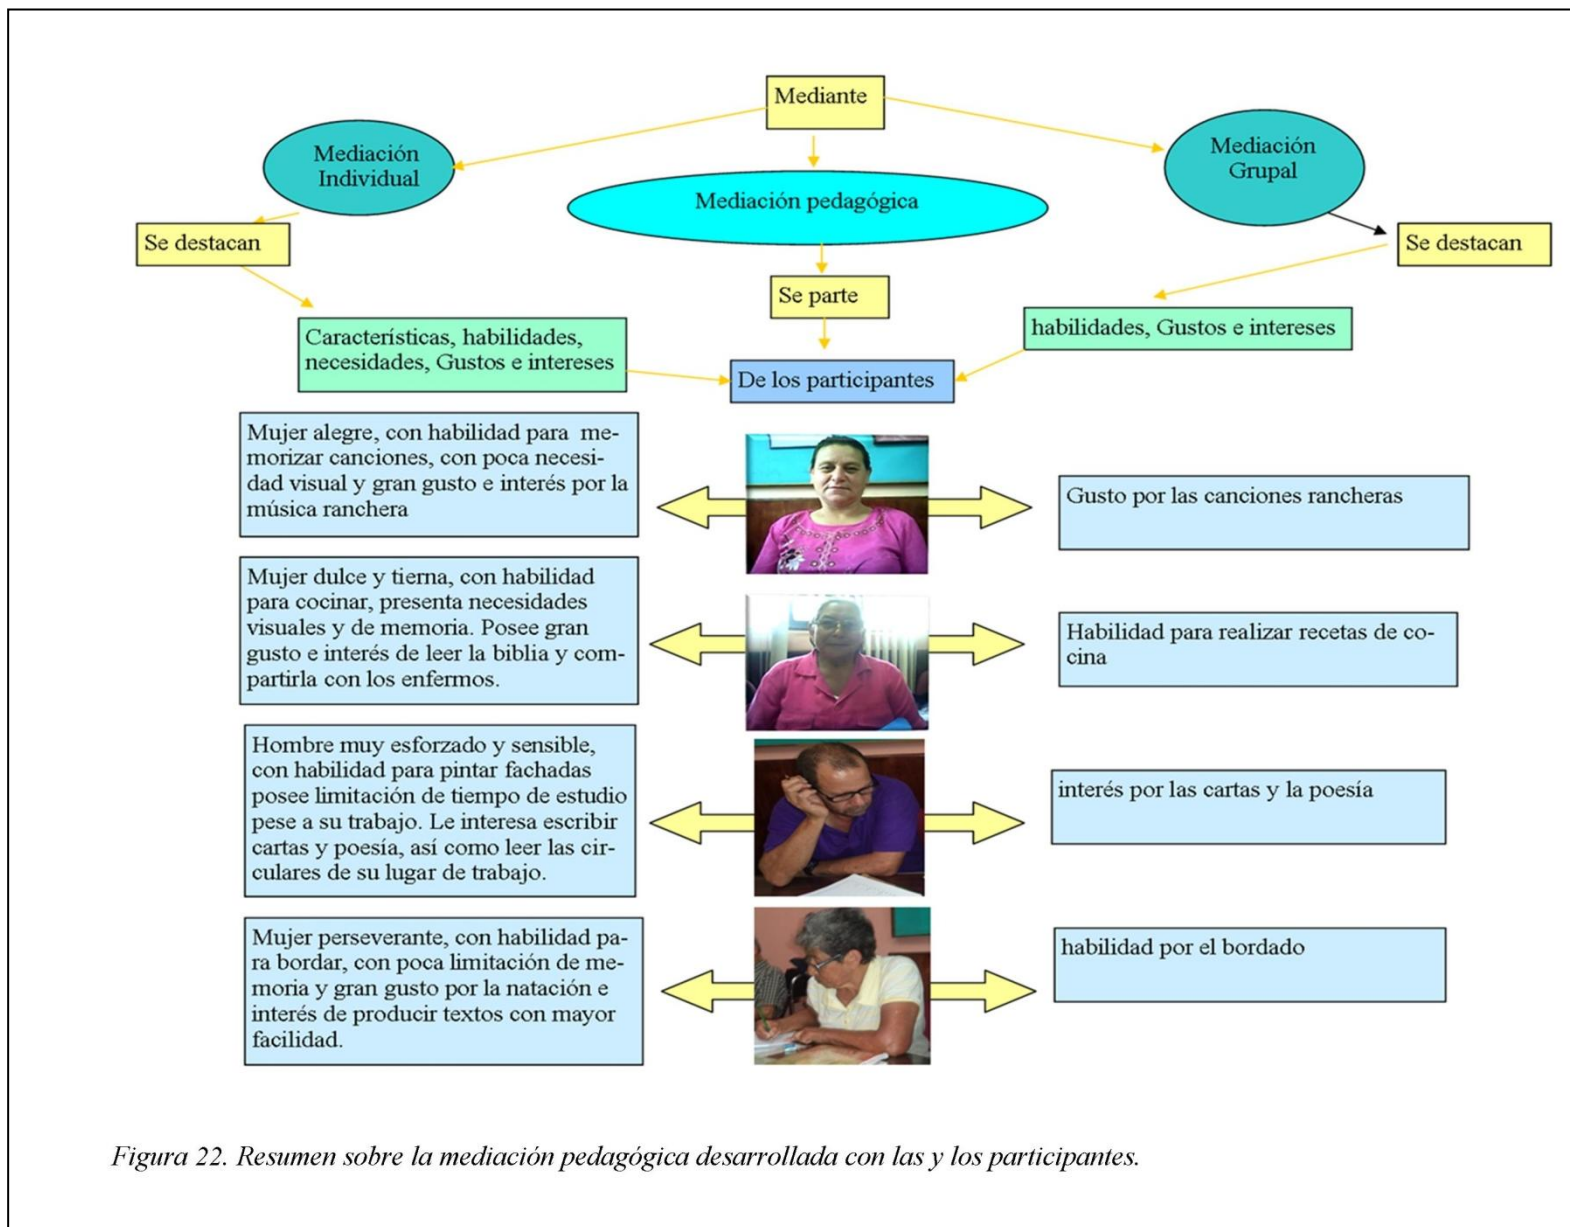 Mediante
Mediación
Individual
Mediación pedagógica
Mediación
Grupal
Se destacan
Se parte
Se destacan
Características, habilidades,
necesidades, Gustos e intereses
De los participantes
habilidades, Gustos e intereses
Mujer alegre, con habilidad para me-
morizar canciones, con poca necesi-
dad visual y gran gusto e interés por la
música ranchera
Gusto por las canciones rancheras
Mujer dulce y tierna, con habilidad
para cocinar, presenta necesidades
visuales y de memoria. Posee gran
gusto e interés de leer la biblia y com-
partirla con los enfermos.
Habilidad para realizar recetas de co-
cina
Hombre muy esforzado y sensible,
con habilidad para pintar fachadas
posee limitación de tiempo de estudio
pese a su trabajo. Le interesa escribir
cartas y poesía, así como leer las cir-
culares de su lugar de trabajo.
interés por las cartas y la poesía
Mujer perseverante, con habilidad pa-
ra bordar, con poca limitación de me-
moria y gran gusto por la natación e
interés de producir textos con mayor
facilidad.
habilidad por el bordado
Figura 22. Resumen sobre la mediación pedagógica desarrollada con las y los participantes.